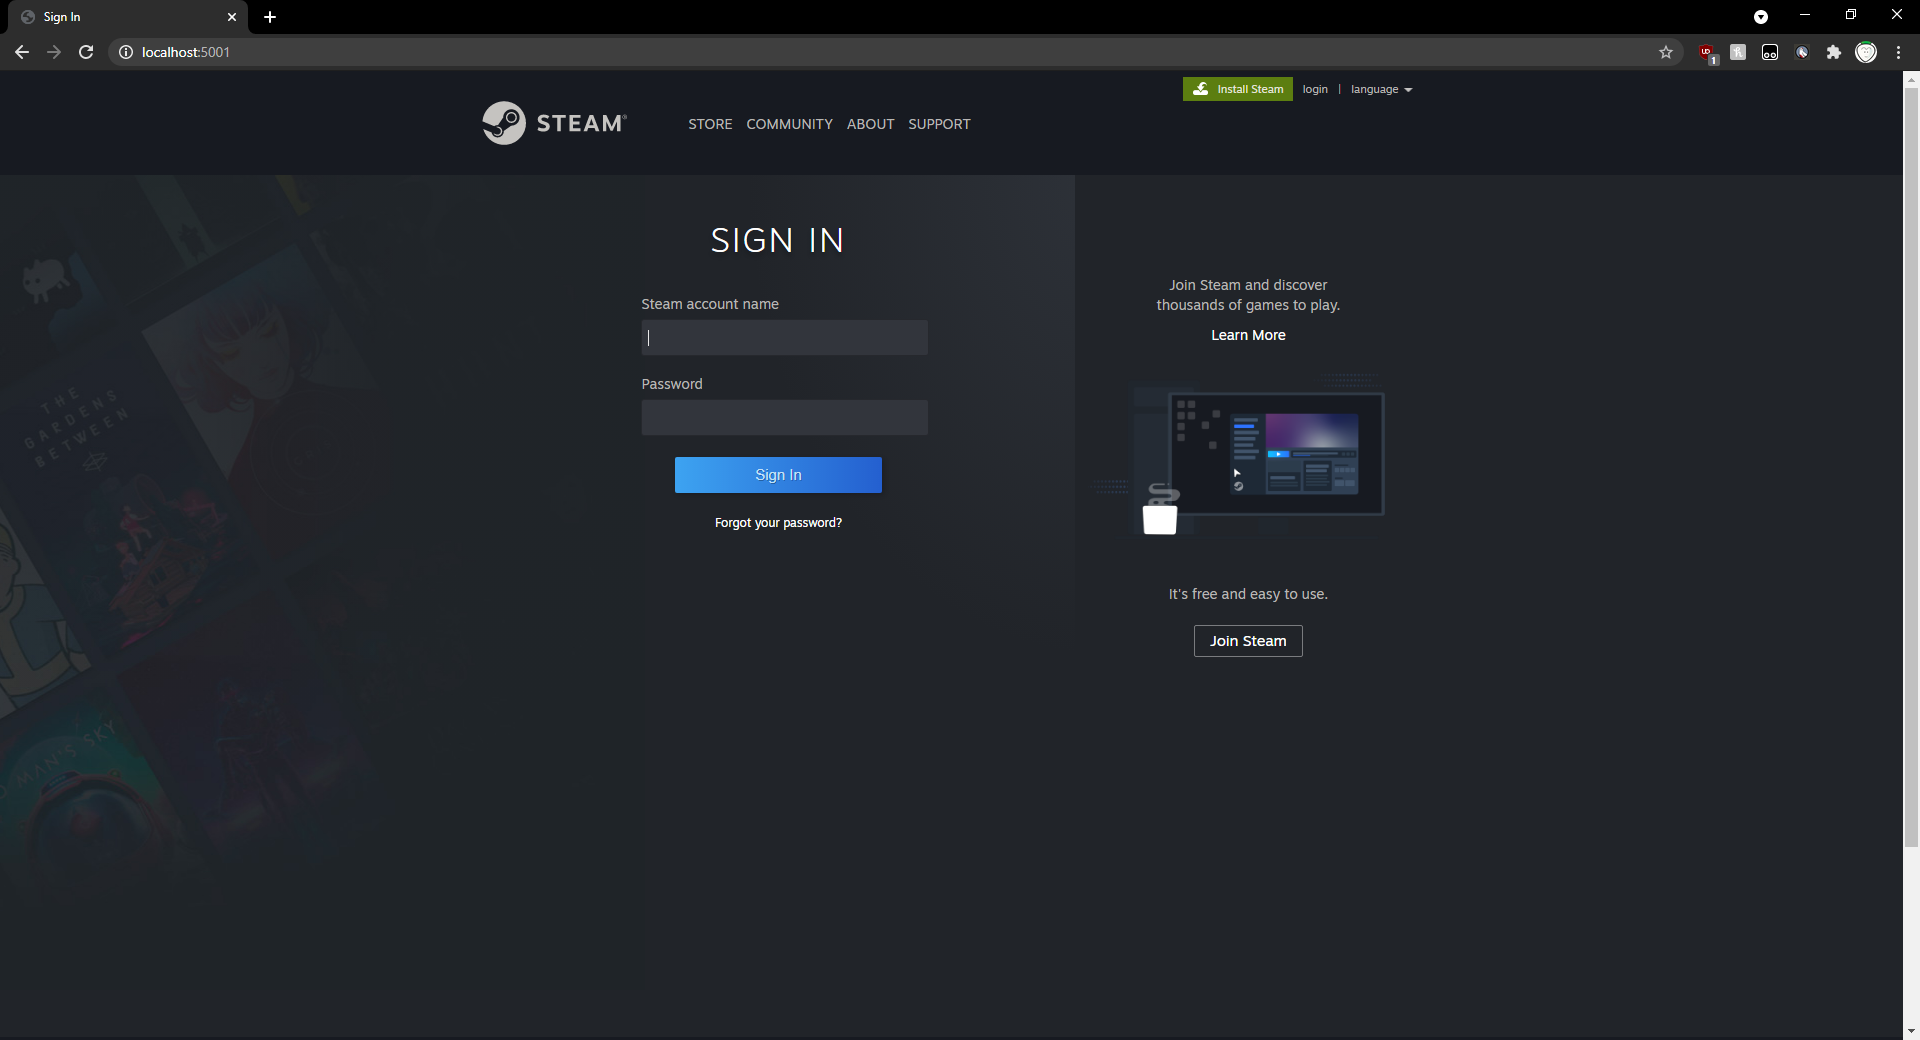 Sign In
localhost:5001
1
Install Steam login | language
STEAM®
STORE COMMUNITY ABOUT SUPPORT
SIGN IN
Steam account name
Password
Sign In
Forgot your password?
Join Steam and discover
thousands of games to play.
Learn More
It's free and easy to use.
Join Steam
THE
GARDENS
BETWEEN
MAN'S SKY